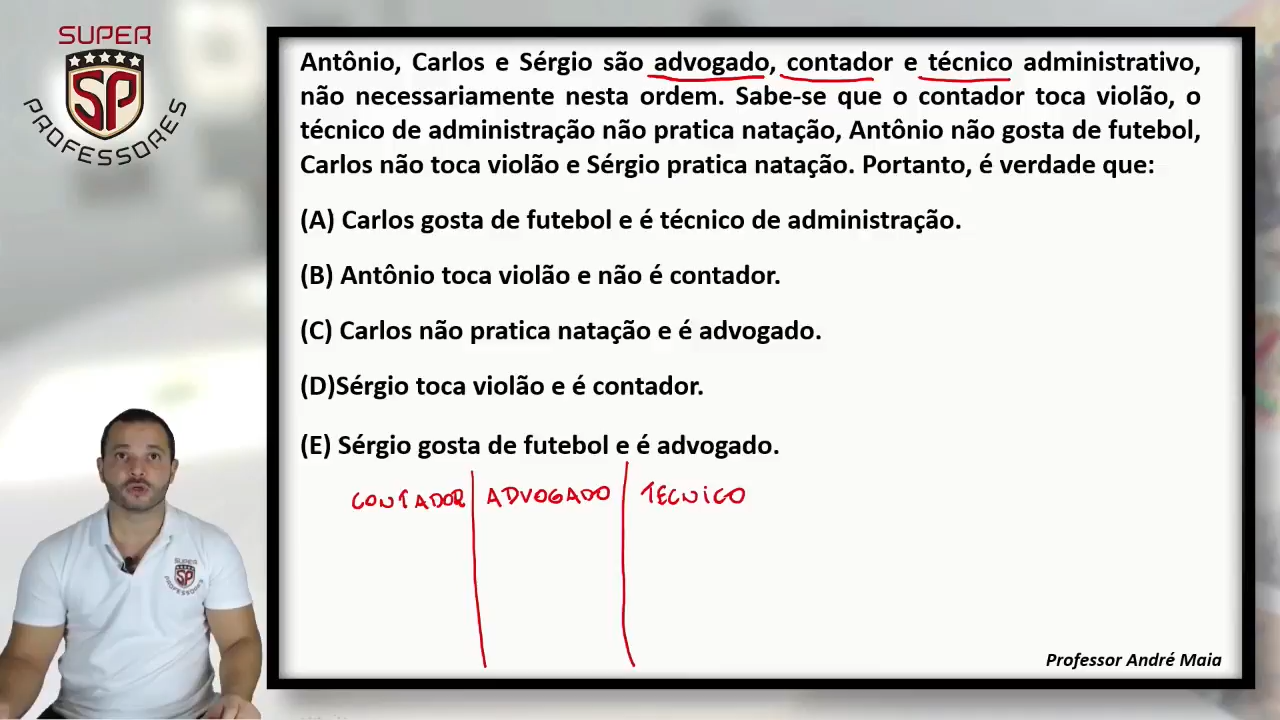 SUPER
SP
PROFESSORES
Antônio, Carlos e Sérgio são advogado, contador e técnico administrativo,
não necessariamente nesta ordem. Sabe-se que o contador toca violão, o
técnico de administração não pratica natação, Antônio não gosta de futebol,
Carlos não toca violão e Sérgio pratica natação. Portanto, é verdade que:
(A) Carlos gosta de futebol e é técnico de administração.
(B) Antônio toca violão e não é contador.
(C) Carlos não pratica natação e é advogado.
(D)Sérgio toca violão e é contador.
(E) Sérgio gosta de futebol e é advogado.
CONTADOR ADVOGADO TECNICO
SUPER
SP
PROFESSORES
Professor André Maia